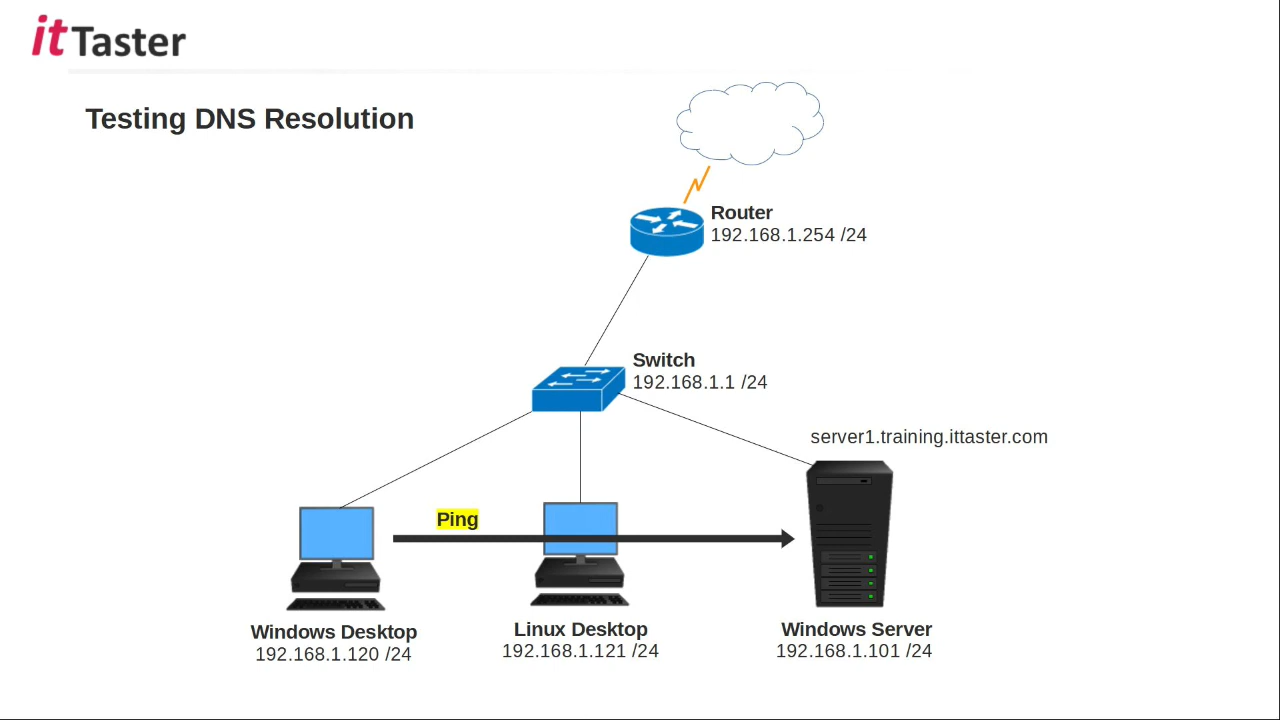 itTaster
Testing DNS Resolution
Router
192.168.1.254 /24
Switch
192.168.1.1 /24
server1.training.ittaster.com
Ping
Windows Desktop
192.168.1.120 /24
Linux Desktop
192.168.1.121 /24
Windows Server
192.168.1.101 /24